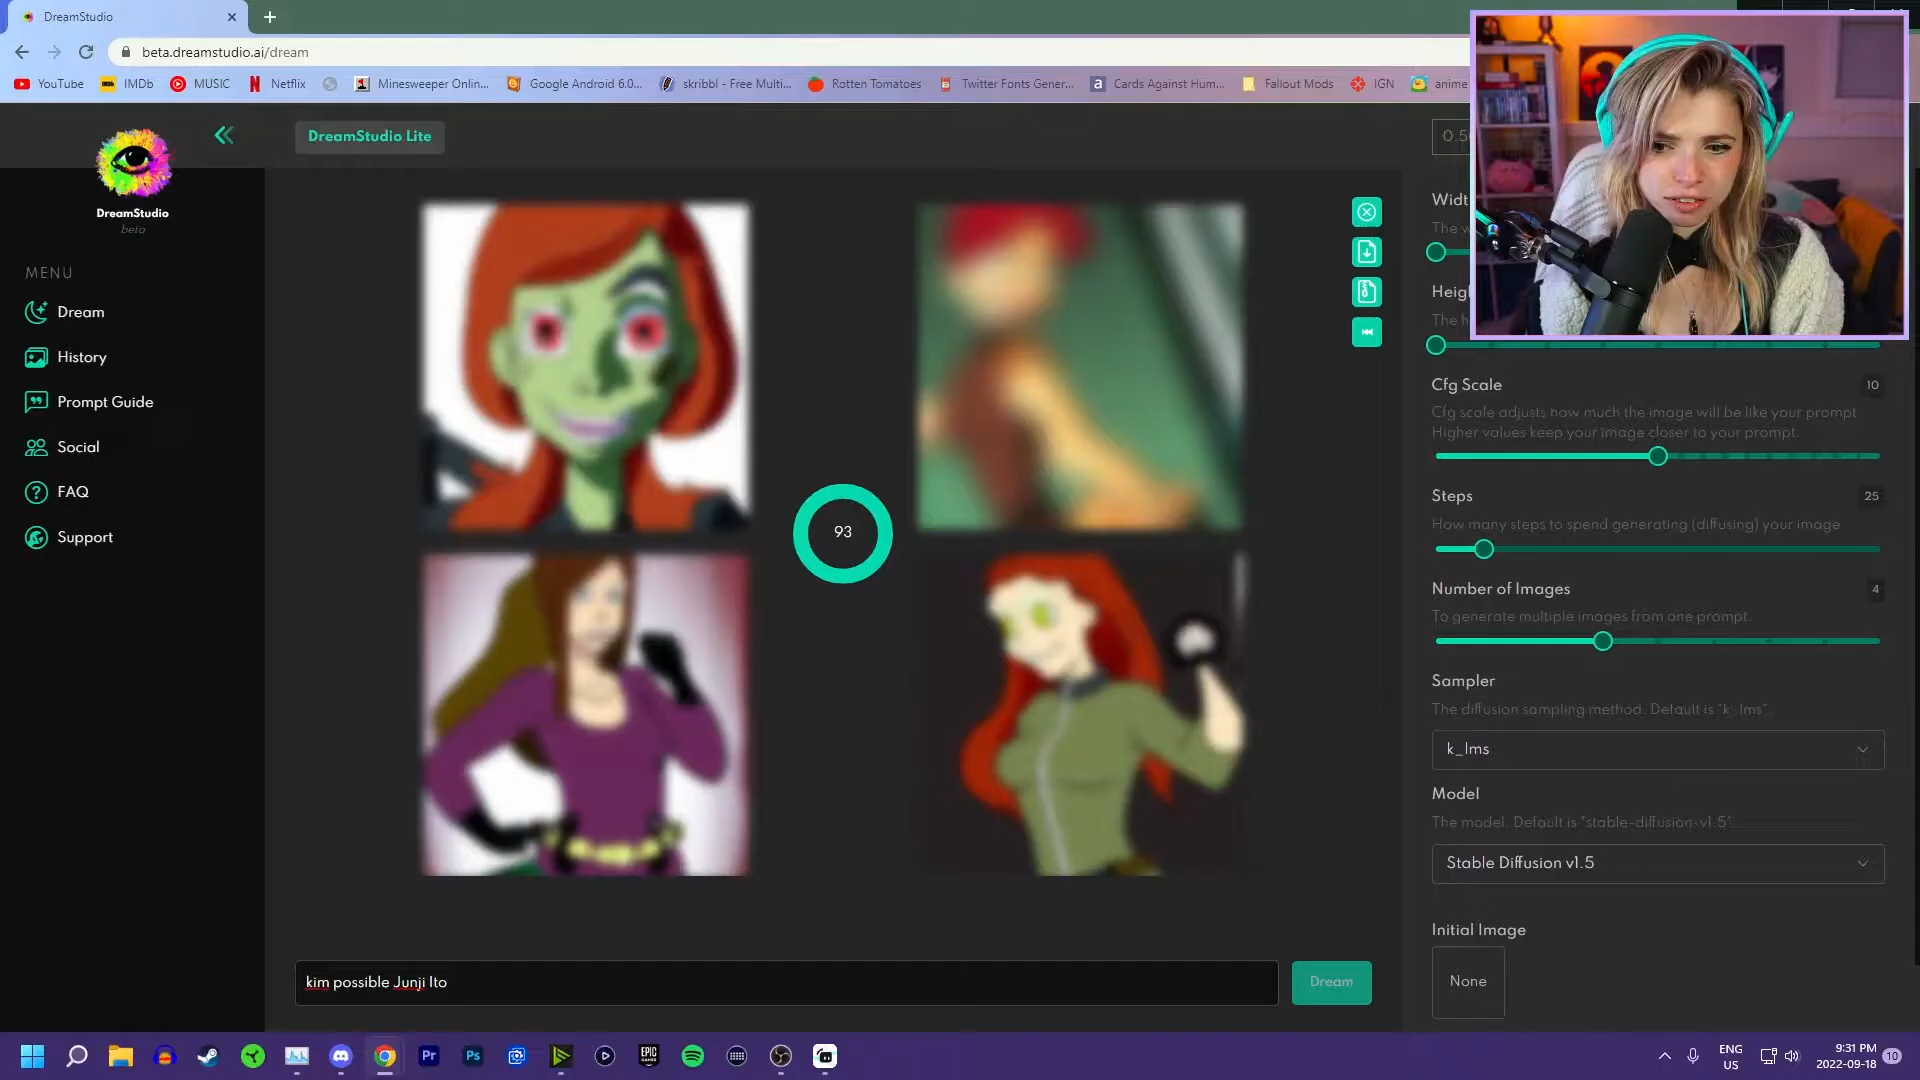 DreamStudio
beta.dreamstudio.ai/dream
YouTube
IMDb
MUSIC
Netflix
Minesweeper Onlin...
Google Android 6.0...
skribbl - Free Multi...
Rotten Tomatoes
Twitter Fonts Gener...
Cards Against Hum...
Fallout Mods
IGN
anime
DreamStudio
beta
MENU
Dream
History
Prompt Guide
Social
FAQ
Support
DreamStudio Lite
93
kim possible Junji Ito
Dream
Cfg Scale
10
Cfg scale adjusts how much the image will be like your prompt
Higher values keep your image closer to your prompt.
Steps
25
How many steps to spend generating (diffusing) your image
Number of Images
4
To generate multiple images from one prompt.
Sampler
The diffusion sampling method. Default is "k_lms".
k_lms
Model
The model. Default is "stable-diffusion-v1.5"
Stable Diffusion v1.5
Initial Image
None
Pr
Ps
EPIC
GAMES
ENG
US
9:31 PM
2022-09-18
10